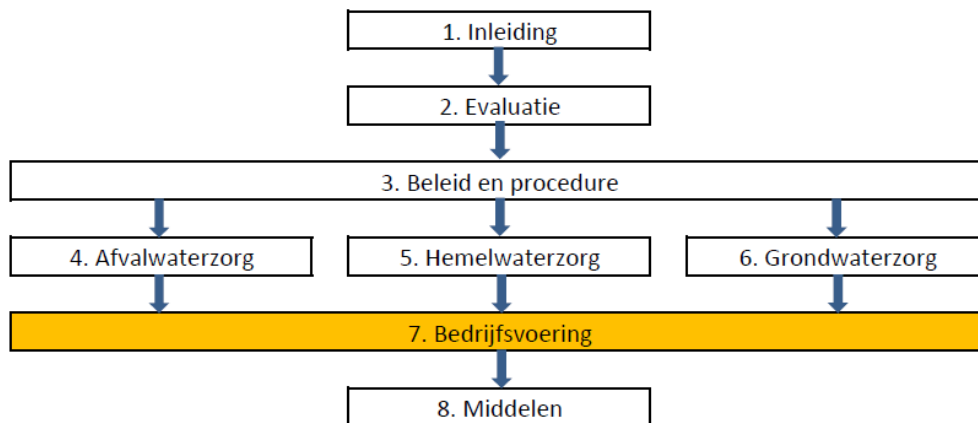 1. Inleiding
2. Evaluatie
3. Beleid en procedure
4. Afvalwaterzorg
5. Hemelwaterzorg
6. Grondwaterzorg
7. Bedrijfsvoering
8. Middelen